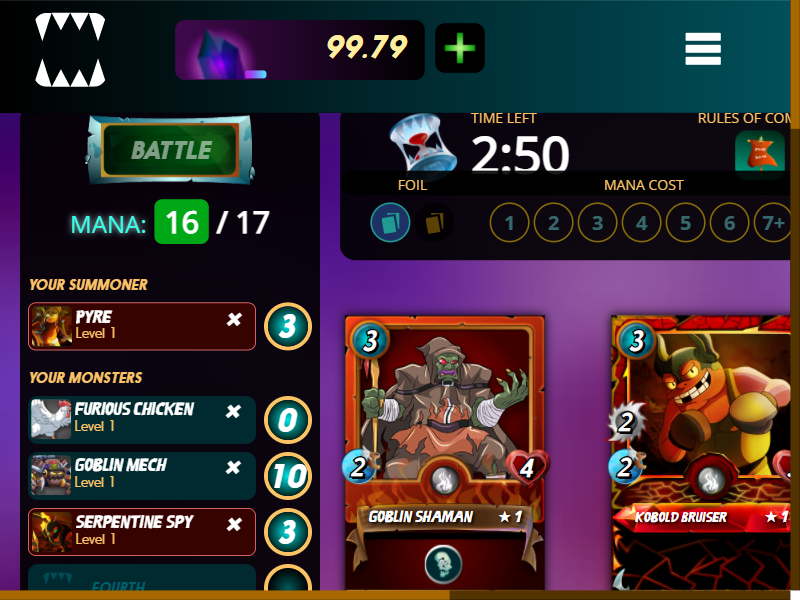 99.79
BATTLE
MANA: 16 / 17
YOUR SUMMONER
PYRE
Level 1
3
YOUR MONSTERS
FURIOUS CHICKEN
Level 1
0
GOBLIN MECH
Level 1
10
SERPENTINE SPY
Level 1
3
FOURTH
TIME LEFT
2:50
RULES OF COM
FOIL
MANA COST
1 2 3 4 5 6 7+
3
2
4
GOBLIN SHAMAN ★ 1
3
2
2
KOBOLD BRUISER ★ 1